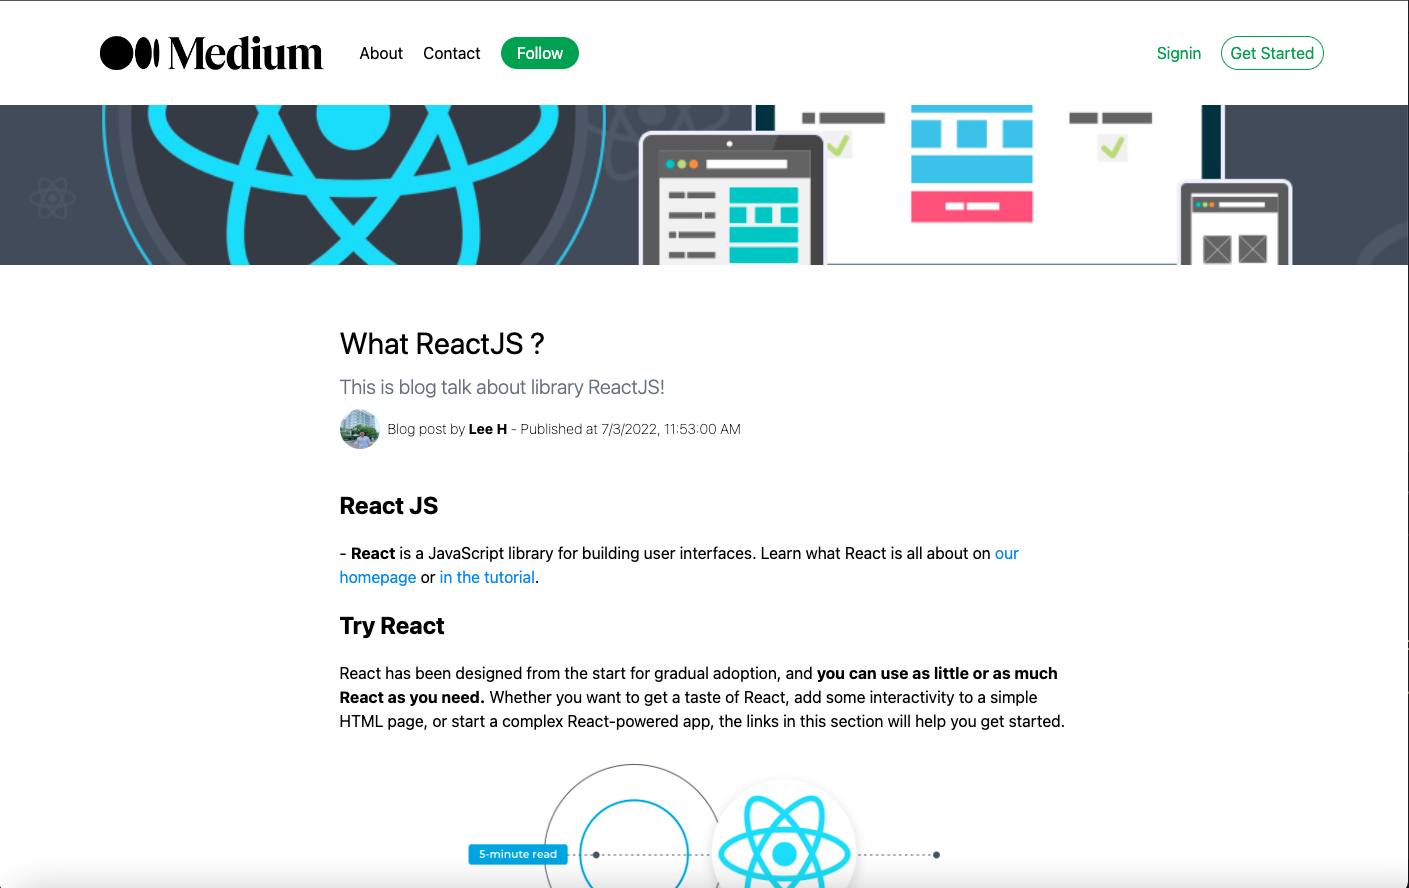 Medium About Contact Follow Signin Get Started
What ReactJS ?
This is blog talk about library ReactJS!
Blog post by Lee H - Published at 7/3/2022, 11:53:00 AM
React JS
- React is a JavaScript library for building user interfaces. Learn what React is all about on our
homepage or in the tutorial.
Try React
React has been designed from the start for gradual adoption, and you can use as little or as much
React as you need. Whether you want to get a taste of React, add some interactivity to a simple
HTML page, or start a complex React-powered app, the links in this section will help you get started.
5-minute read